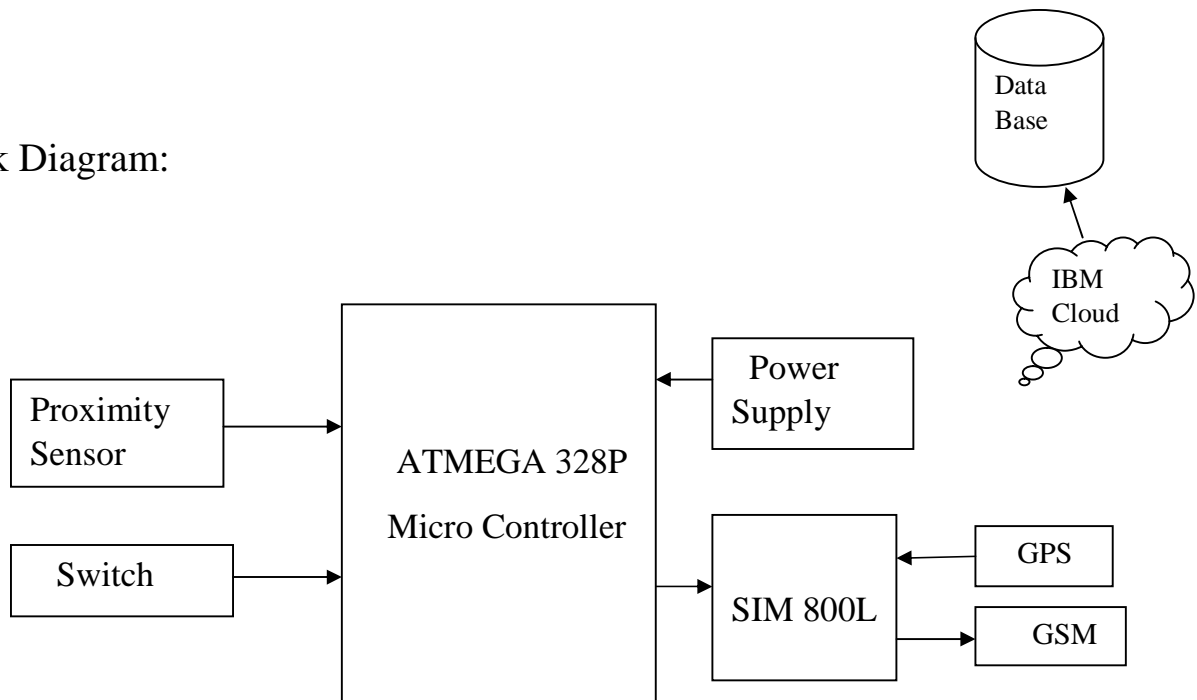 Data
Base
k Diagram:
IBM
Cloud
Power
Supply
Proximity
Sensor
ATMEGA 328P
Micro Controller
Switch
SIM 800L
GPS
GSM